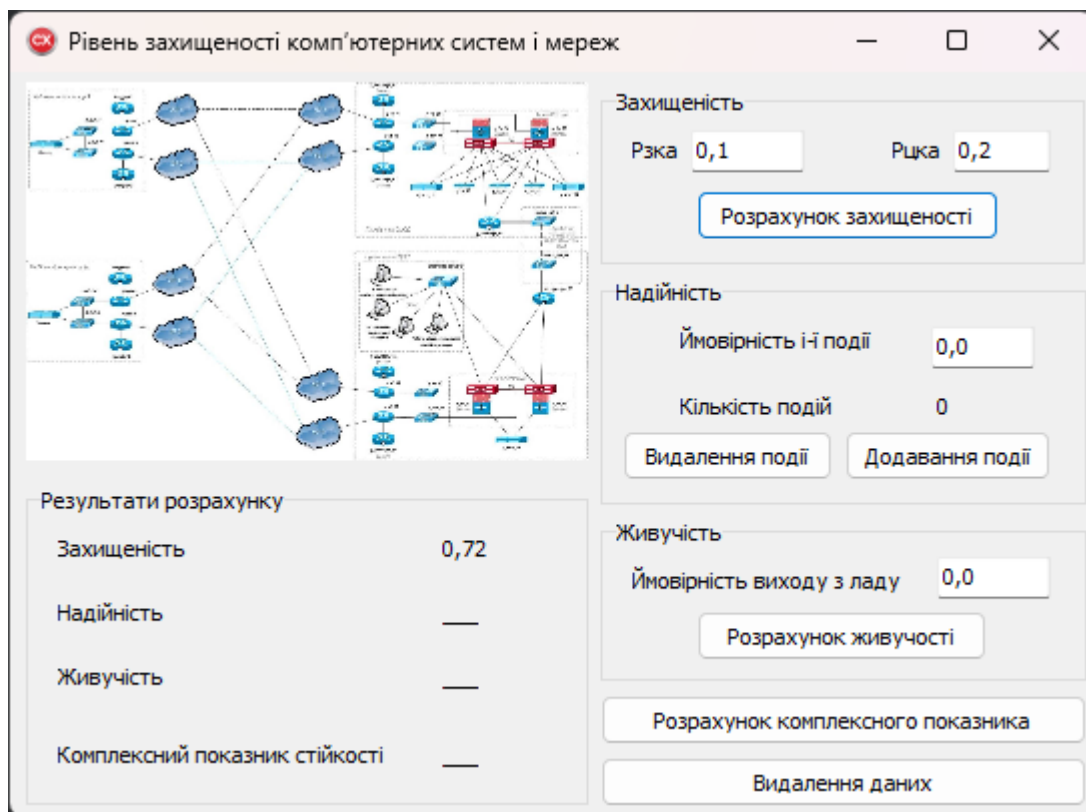 Рівень захищеності комп'ютерних систем і мереж
Захищеність
Рзка 0,1 Рцка 0,2
Розрахунок захищеності
Надійність
Ймовірність і-ї події 0,0
Кількість подій 0
Видалення події Додавання події
Результати розрахунку
Захищеність 0,72
Надійність ___
Живучість ___
Комплексний показник стійкості ___
Живучість
Ймовірність виходу з ладу 0,0
Розрахунок живучості
Розрахунок комплексного показника
Видалення даних